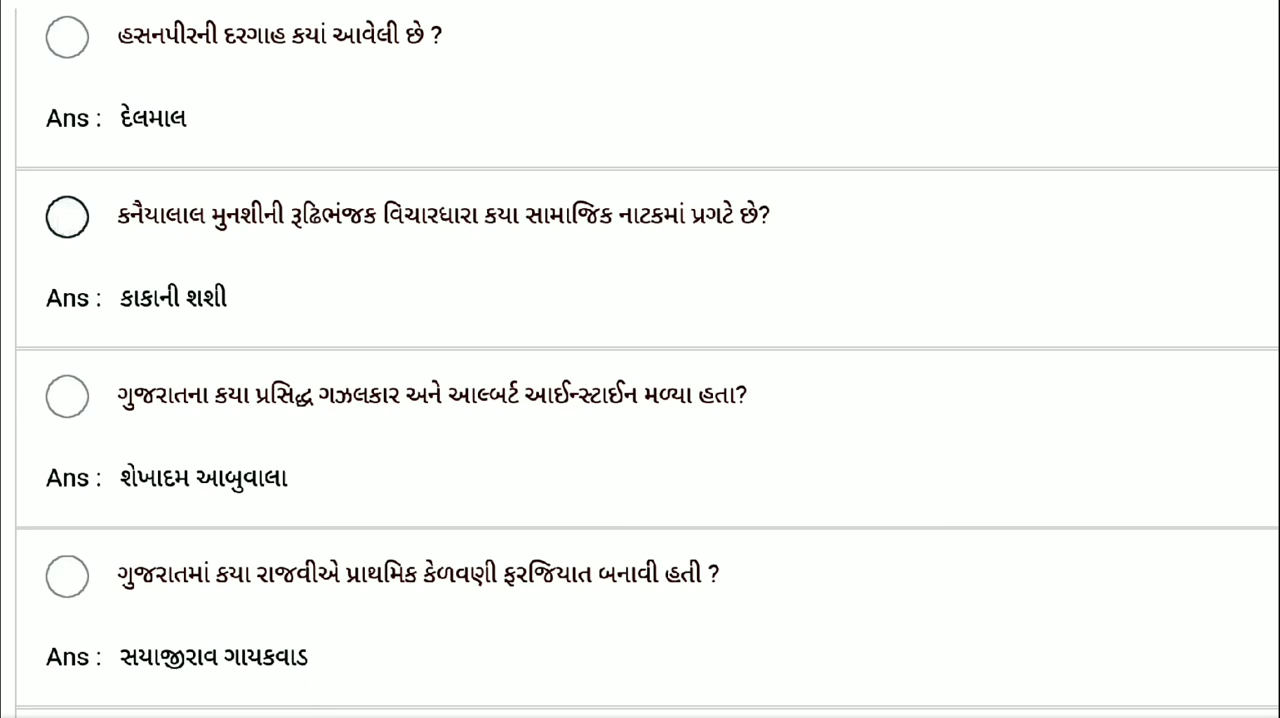 હસનપીરની દરગાહ કયાં આવેલી છે ?
Ans : દેલમાલ
કનૈયાલાલ મુનશીની રૂઢિભંજક વિચારધારા કયા સામાજિક નાટકમાં પ્રગટે છે?
Ans : કાકાની શશી
ગુજરાતના કયા પ્રસિદ્ધ ગઝલકાર અને આલ્બર્ટ આઈન્સ્ટાઈન મળ્યા હતા?
Ans : શેખાદમ આબુવાલા
ગુજરાતમાં કયા રાજવીએ પ્રાથમિક કેળવણી ફરજિયાત બનાવી હતી ?
Ans : સયાજીરાવ ગાયકવાડ